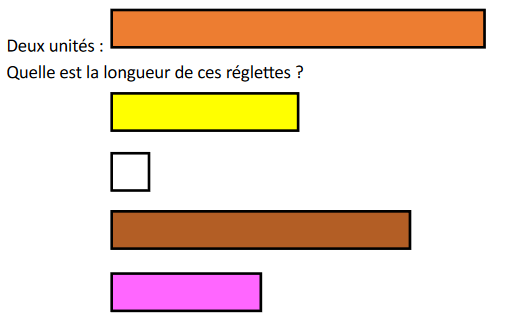 Deux unités :
Quelle est la longueur de ces réglettes ?